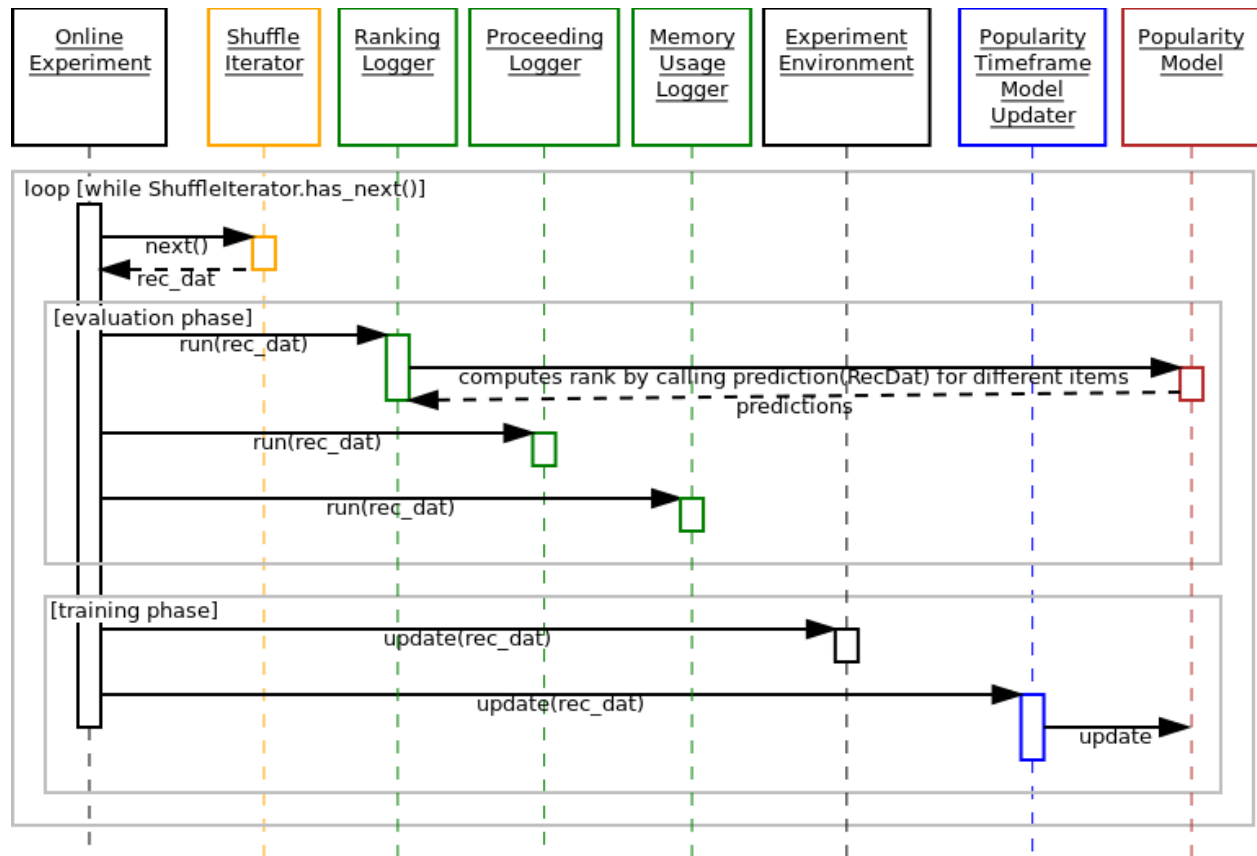 Online
Experiment
Shuffle
Iterator
Ranking
Logger
Proceeding
Logger
Memory
Usage
Logger
Experiment
Environment
Popularity
Timeframe
Model
Updater
Popularity
Model
loop [while ShuffleIterator.has_next()]
next()
rec_dat
[evaluation phase]
run(rec_dat)
computes rank by calling prediction(RecDat) for different items
predictions
run(rec_dat)
run(rec_dat)
[training phase]
update(rec_dat)
update(rec_dat)
update